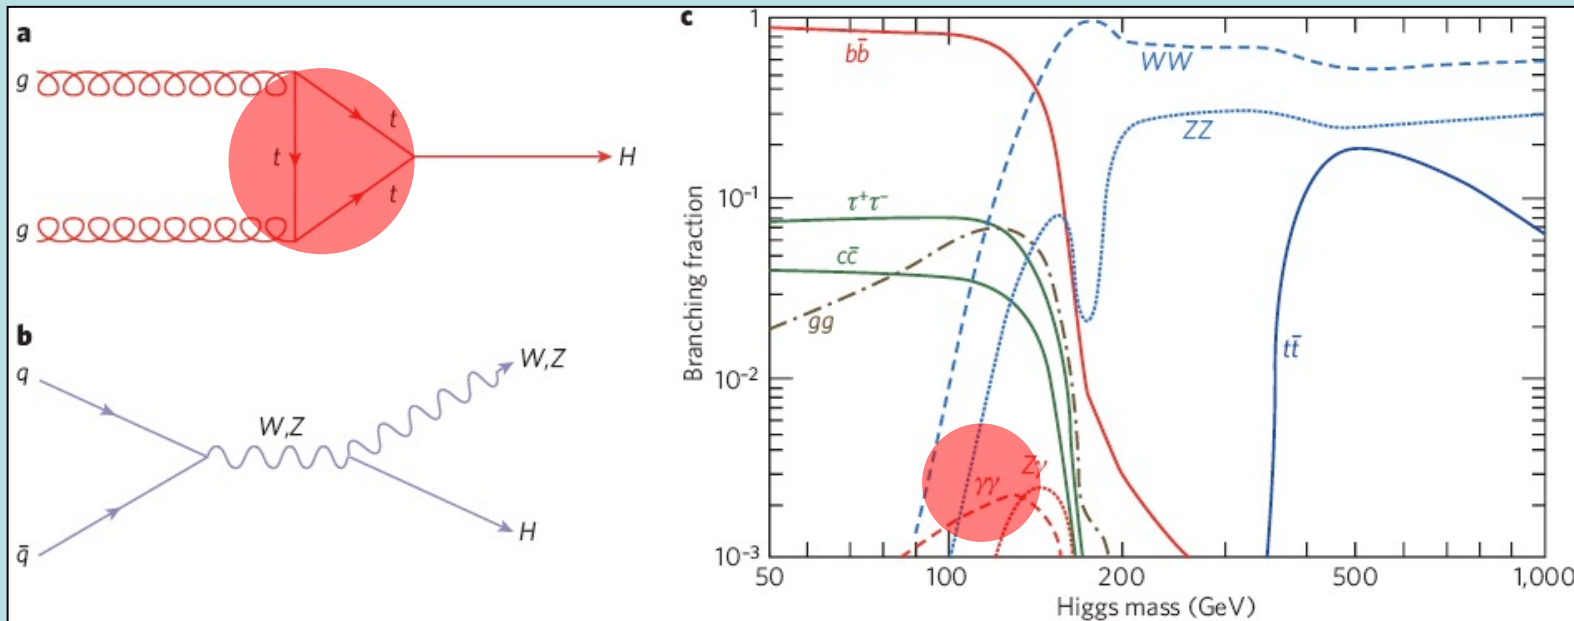 a
g
t
t
t
H
g
b
q
W,Z
W,Z
q̄
H
c
Branching fraction
1
10⁻¹
10⁻²
10⁻³
bb̄
WW
ZZ
τ⁺τ⁻
cc̄
gg
tt̄
γγ
Zγ
50
100
200
500
1,000
Higgs mass (GeV)